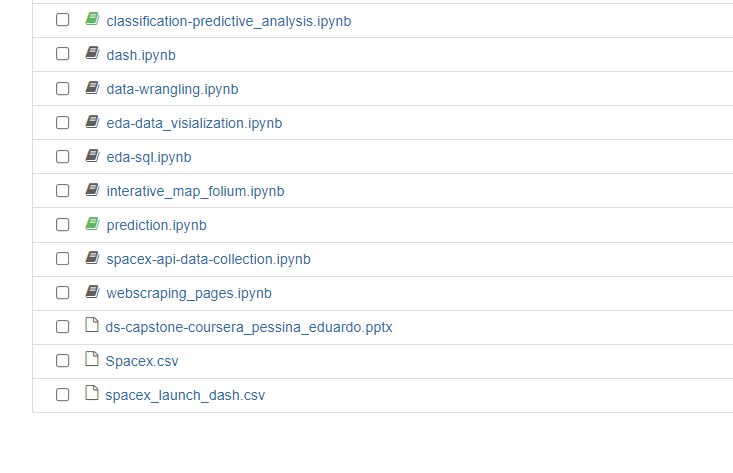 classification-predictive_analysis.ipynb
dash.ipynb
data-wrangling.ipynb
eda-data_visialization.ipynb
eda-sql.ipynb
interative_map_folium.ipynb
prediction.ipynb
spacex-api-data-collection.ipynb
webscraping_pages.ipynb
ds-capstone-coursera_pessina_eduardo.pptx
Spacex.csv
spacex_launch_dash.csv